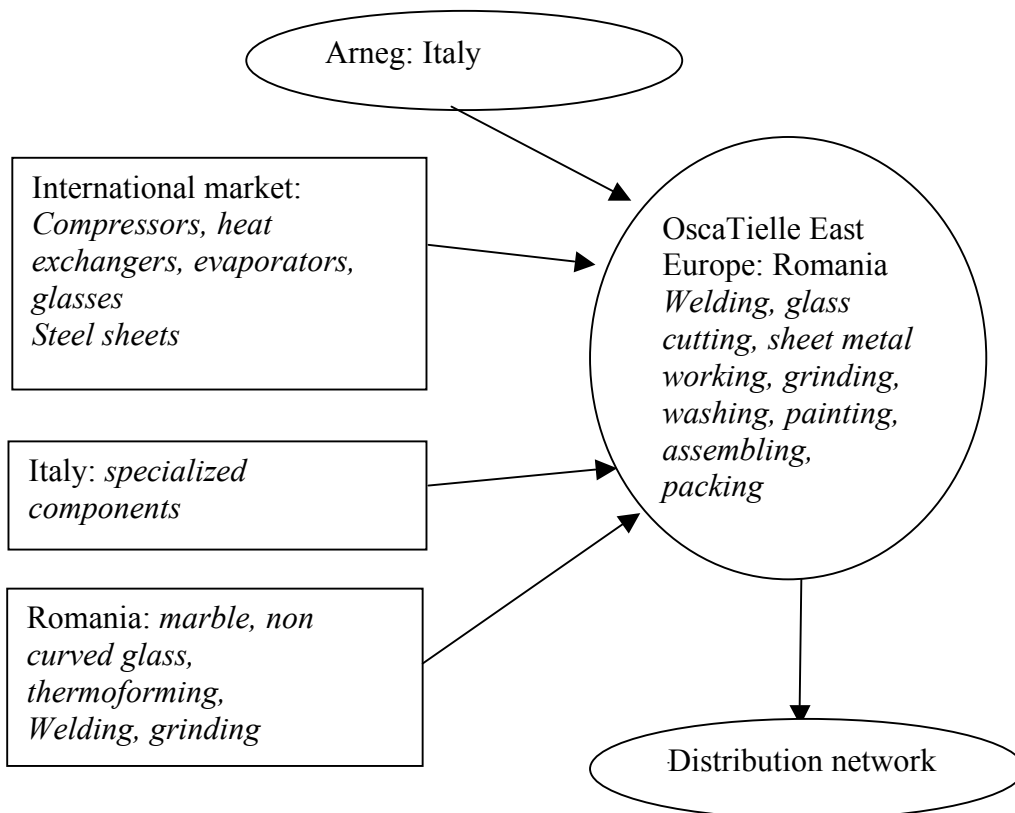 Arneg: Italy
International market:
Compressors, heat
exchangers, evaporators,
glasses
Steel sheets
OscaTielle East
Europe: Romania
Welding, glass
cutting, sheet metal
working, grinding,
washing, painting,
assembling,
packing
Italy: specialized
components
Romania: marble, non
curved glass,
thermoforming,
Welding, grinding
Distribution network